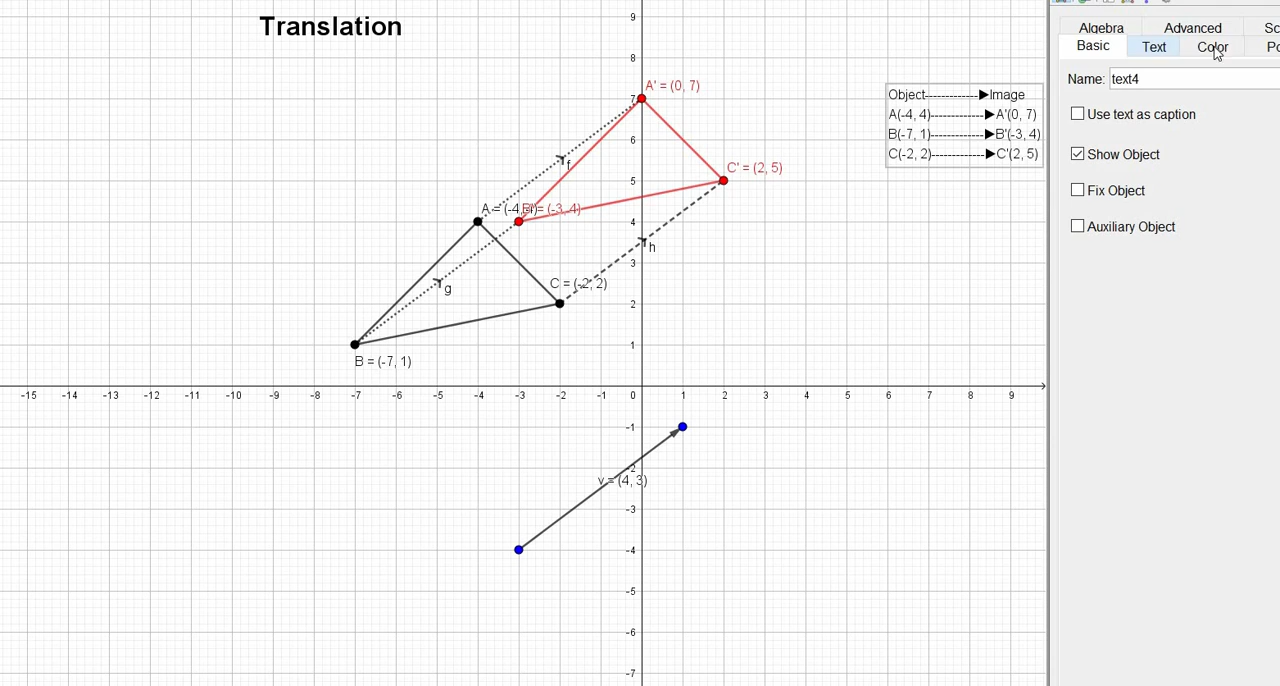 Translation
Algebra Advanced Sc
Basic Text Color Po
Name: text4
Use text as caption
Show Object
Fix Object
Auxiliary Object
Object-------------▶Image
A(-4, 4)-------------▶A'(0, 7)
B(-7, 1)-------------▶B'(-3, 4)
C(-2, 2)-------------▶C'(2, 5)
A' = (0, 7)
C' = (2, 5)
A = (-4, 4)
B' = (-3, 4)
C = (-2, 2)
B = (-7, 1)
f
g
h
v = (4, 3)
9
8
7
6
5
4
3
2
1
-15 -14 -13 -12 -11 -10 -9 -8 -7 -6 -5 -4 -3 -2 -1 0 1 2 3 4 5 6 7 8 9
-1
-2
-3
-4
-5
-6
-7